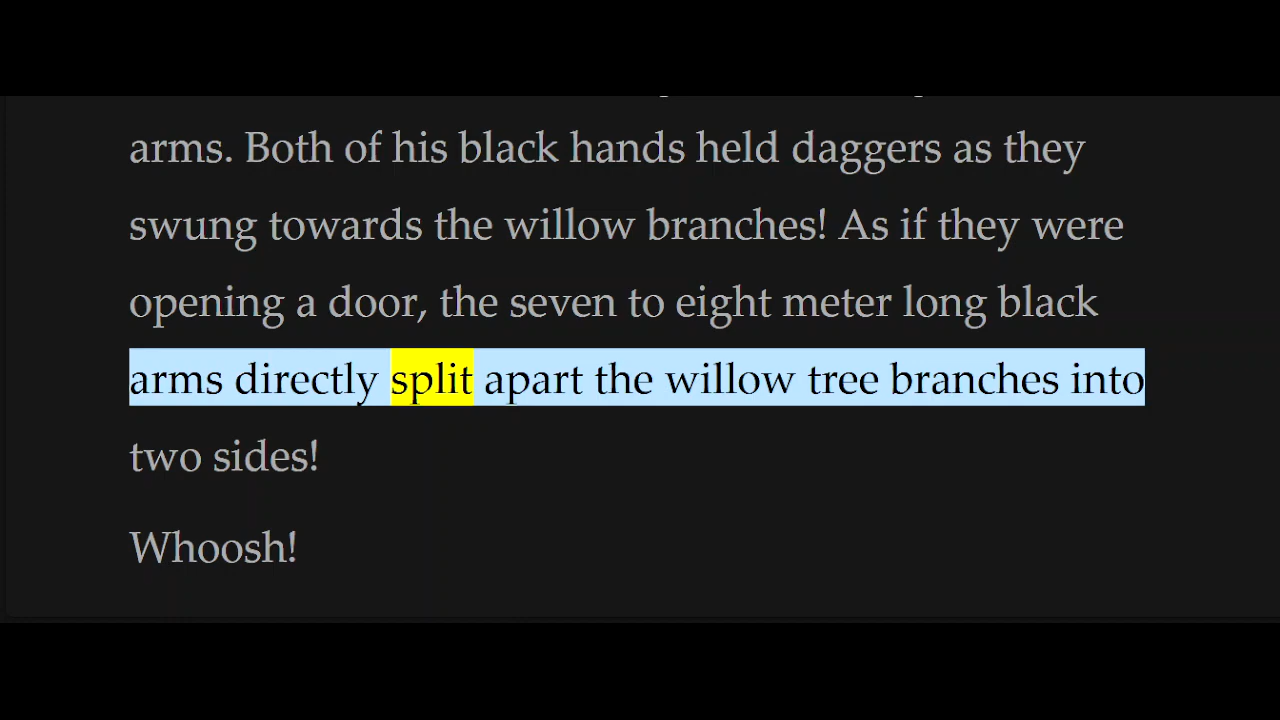 arms. Both of his black hands held daggers as they
swung towards the willow branches! As if they were
opening a door, the seven to eight meter long black
arms directly split apart the willow tree branches into
two sides!
Whoosh!